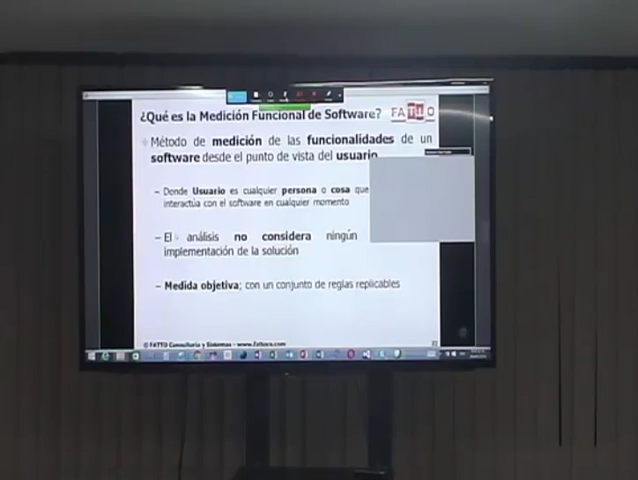 ¿Qué es la Medición Funcional de Software? FATTO
Método de medición de las funcionalidades de un
software desde el punto de vista del usuario
– Donde Usuario es cualquier persona o cosa que
interactúa con el software en cualquier momento
– El análisis no considera ningún
implementación de la solución
– Medida objetiva; con un conjunto de reglas replicables
© FATTO Consultoría y Sistemas - www.fattocs.com